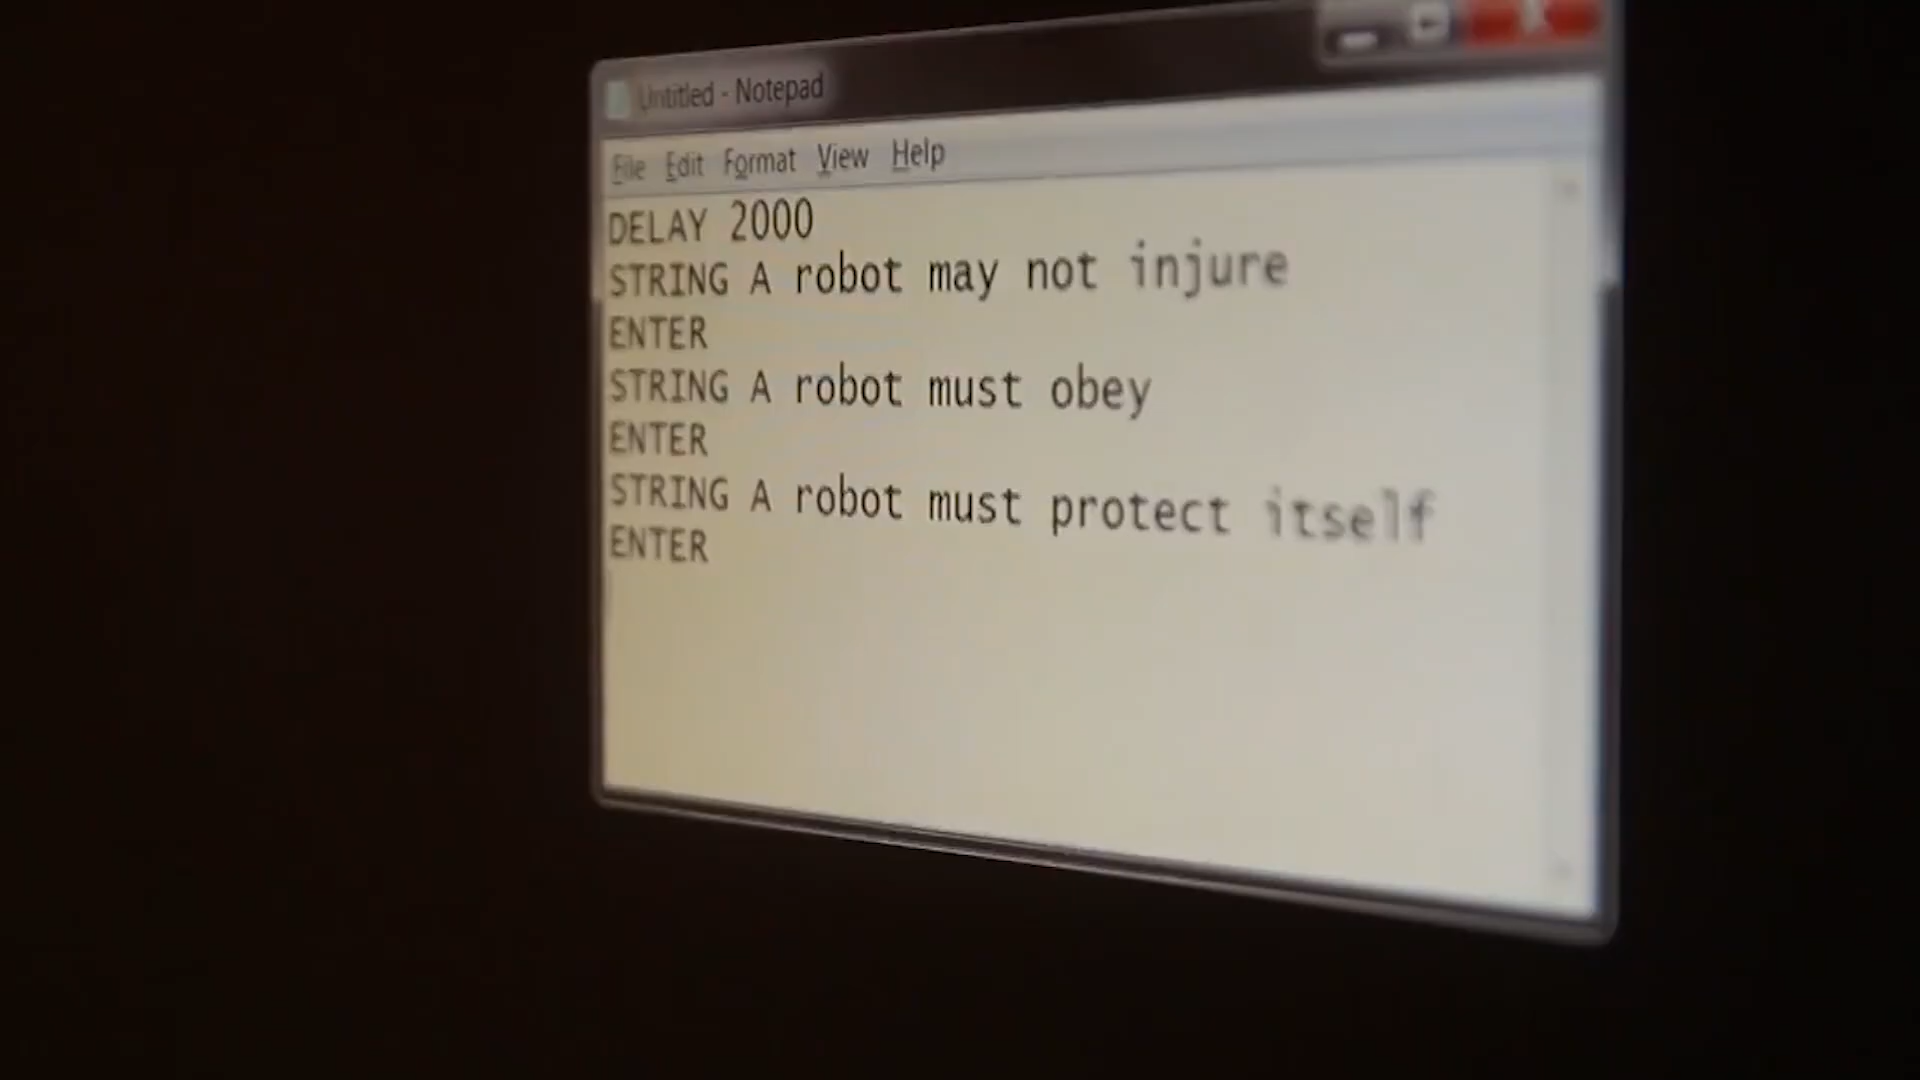 Untitled - Notepad
File Edit Format View Help
DELAY 2000
STRING A robot may not injure
ENTER
STRING A robot must obey
ENTER
STRING A robot must protect itself
ENTER